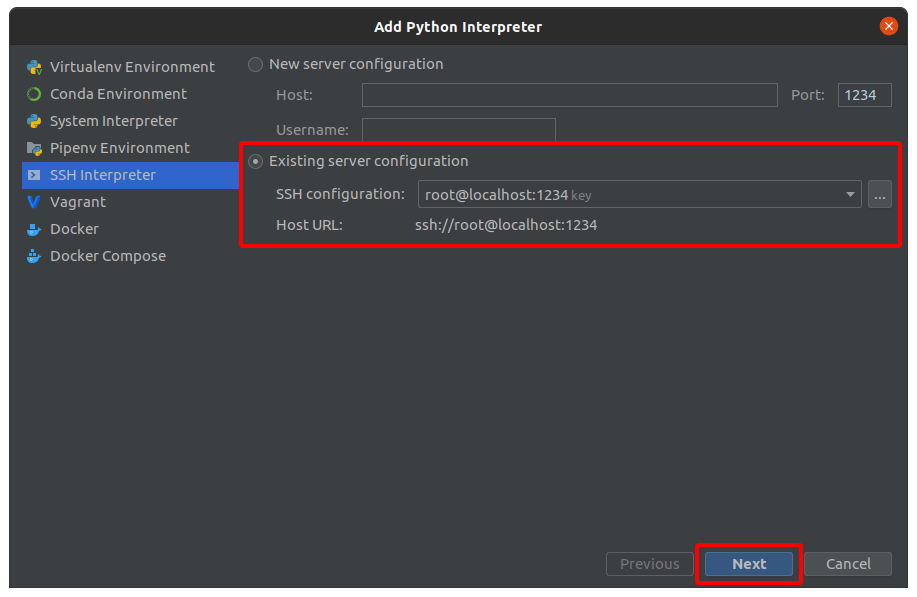 Add Python Interpreter
Virtualenv Environment
Conda Environment
System Interpreter
Pipenv Environment
SSH Interpreter
Vagrant
Docker
Docker Compose
New server configuration
Host:
Port: 1234
Username:
Existing server configuration
SSH configuration: root@localhost:1234 key ...
Host URL: ssh://root@localhost:1234
Previous Next Cancel